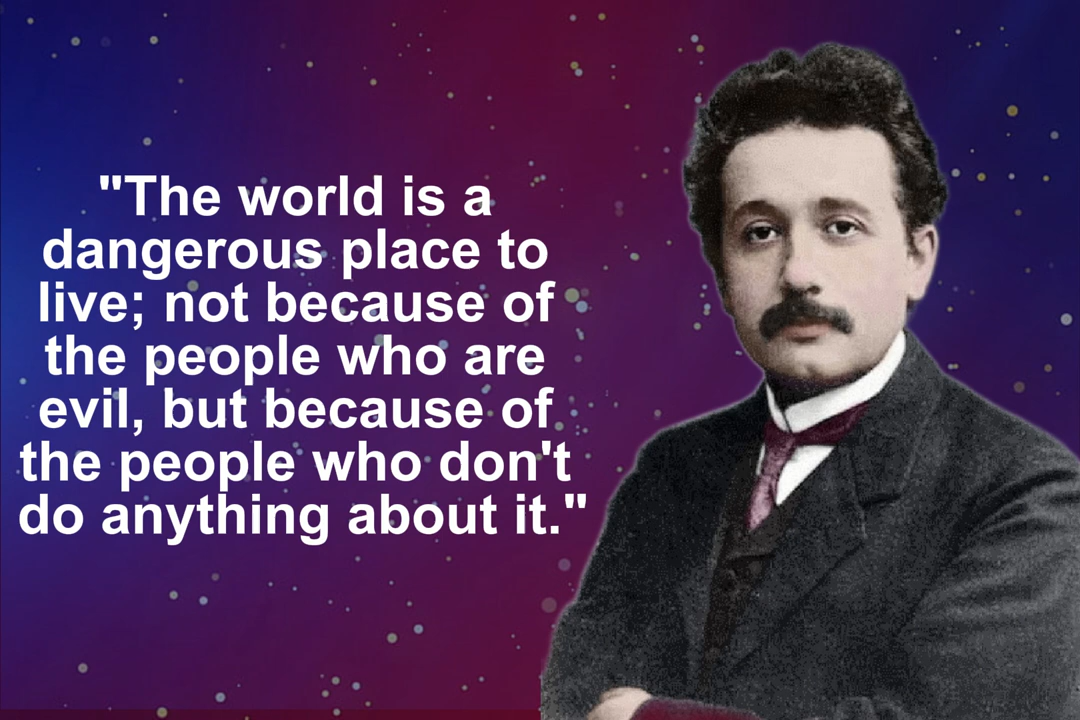 "The world is a
dangerous place to
live; not because of
the people who are
evil, but because of
the people who don't
do anything about it."